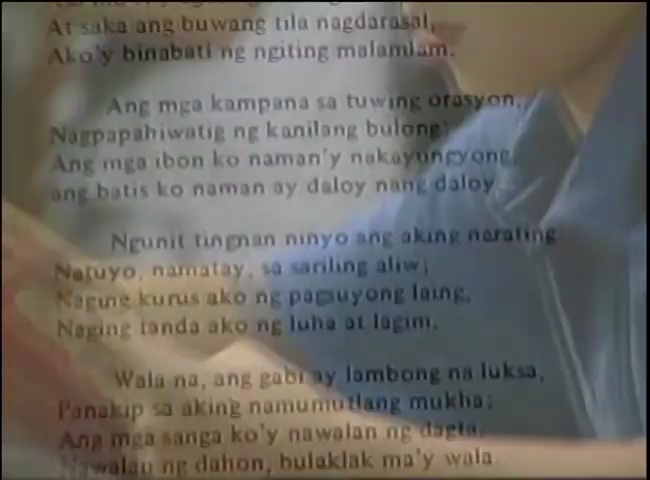 At saka ang buwang tila nagdarasal,
Ako'y binabati ng ngiting malamlam.
Ang mga kampana sa tuwing orasyon,
Nagpapahiwatig ng kanilang bulong;
Ang mga ibon ko naman'y nakayungyong,
ang batis ko naman ay daloy nang daloy.
Ngunit tingnan ninyo ang aking narating
Natuyo, namatay, sa sariling aliw;
Naging kurus ako ng pagsuyong laing,
Naging tanda ako ng luha at lagim.
Wala na, ang gabi ay lambong na luksa,
Panakip sa aking namumutlang mukha;
Ang mga sanga ko'y nawalan ng dagta,
Nawalan ng dahon, bulaklak ma'y wala.